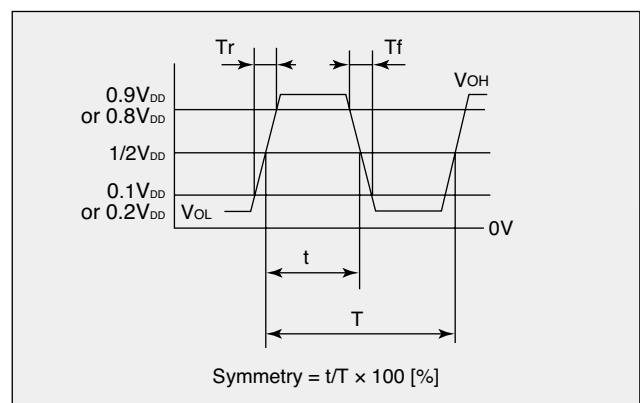 Tr
Tf
VOH
0.9VDD
or 0.8VDD
1/2VDD
0.1VDD
or 0.2VDD
VOL
0V
t
T
Symmetry = t/T × 100 [%]